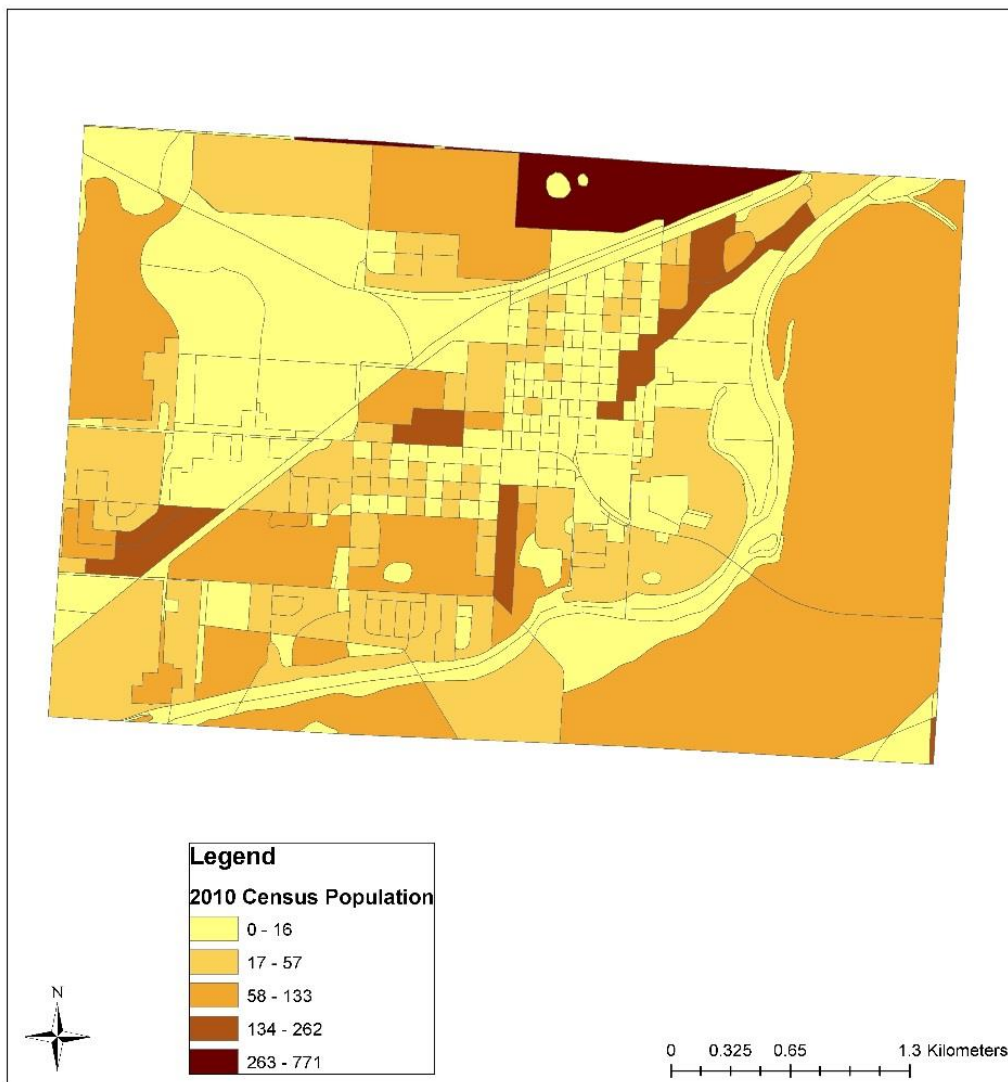 Legend
2010 Census Population
0 - 16
17 - 57
58 - 133
134 - 262
263 - 771
N
0 0.325 0.65 1.3 Kilometers